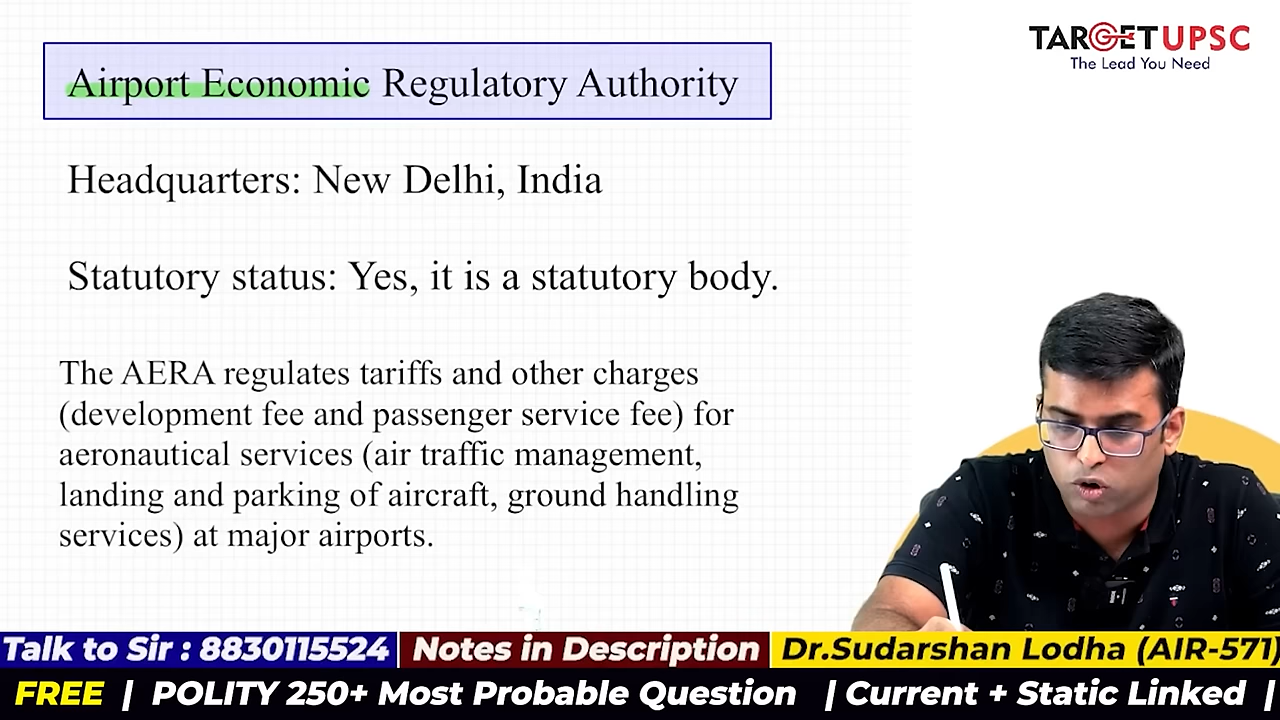 TARGET UPSC
The Lead You Need
Airport Economic Regulatory Authority
Headquarters: New Delhi, India
Statutory status: Yes, it is a statutory body.
The AERA regulates tariffs and other charges
(development fee and passenger service fee) for
aeronautical services (air traffic management,
landing and parking of aircraft, ground handling
services) at major airports.
Talk to Sir : 8830115524 Notes in Description Dr.Sudarshan Lodha (AIR-571)
FREE | POLITY 250+ Most Probable Question | Current + Static Linked |